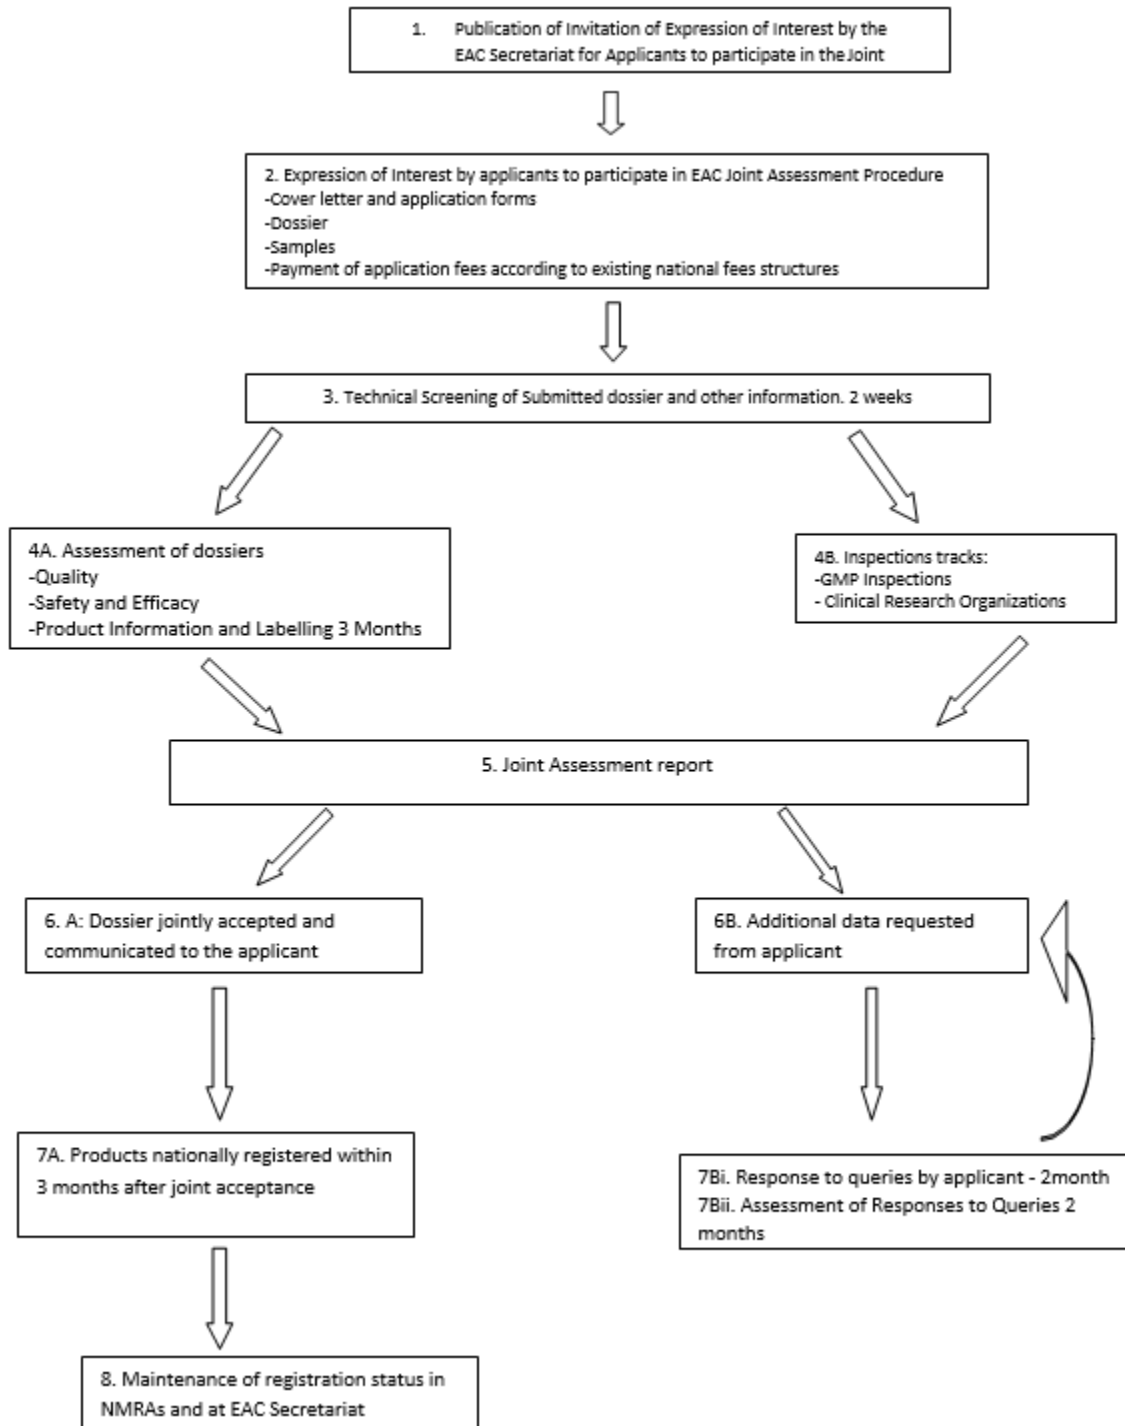 1. Publication of Invitation of Expression of Interest by the
EAC Secretariat for Applicants to participate in the Joint
2. Expression of Interest by applicants to participate in EAC Joint Assessment Procedure
-Cover letter and application forms
-Dossier
-Samples
-Payment of application fees according to existing national fees structures
3. Technical Screening of Submitted dossier and other information. 2 weeks
4A. Assessment of dossiers
-Quality
-Safety and Efficacy
-Product Information and Labelling 3 Months
4B. Inspections tracks:
-GMP Inspections
- Clinical Research Organizations
5. Joint Assessment report
6. A: Dossier jointly accepted and
communicated to the applicant
6B. Additional data requested
from applicant
7A. Products nationally registered within
3 months after joint acceptance
7Bi. Response to queries by applicant - 2month
7Bii. Assessment of Responses to Queries 2
months
8. Maintenance of registration status in
NMRAs and at EAC Secretariat